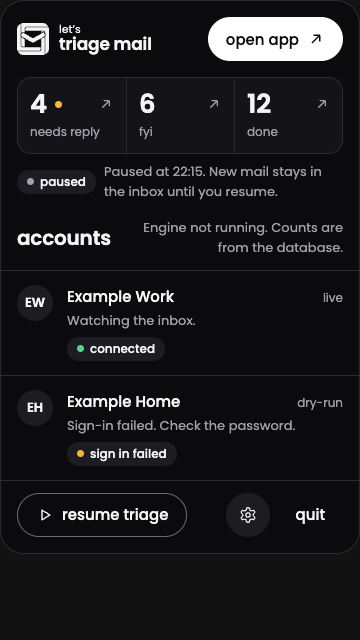 let's
triage mail
open app
4
6
12
needs reply
fyi
done
paused
Paused at 22:15. New mail stays in
the inbox until you resume.
accounts
Engine not running. Counts are
from the database.
EW
Example Work
live
Watching the inbox.
connected
EH
Example Home
dry-run
Sign-in failed. Check the password.
sign in failed
resume triage
quit